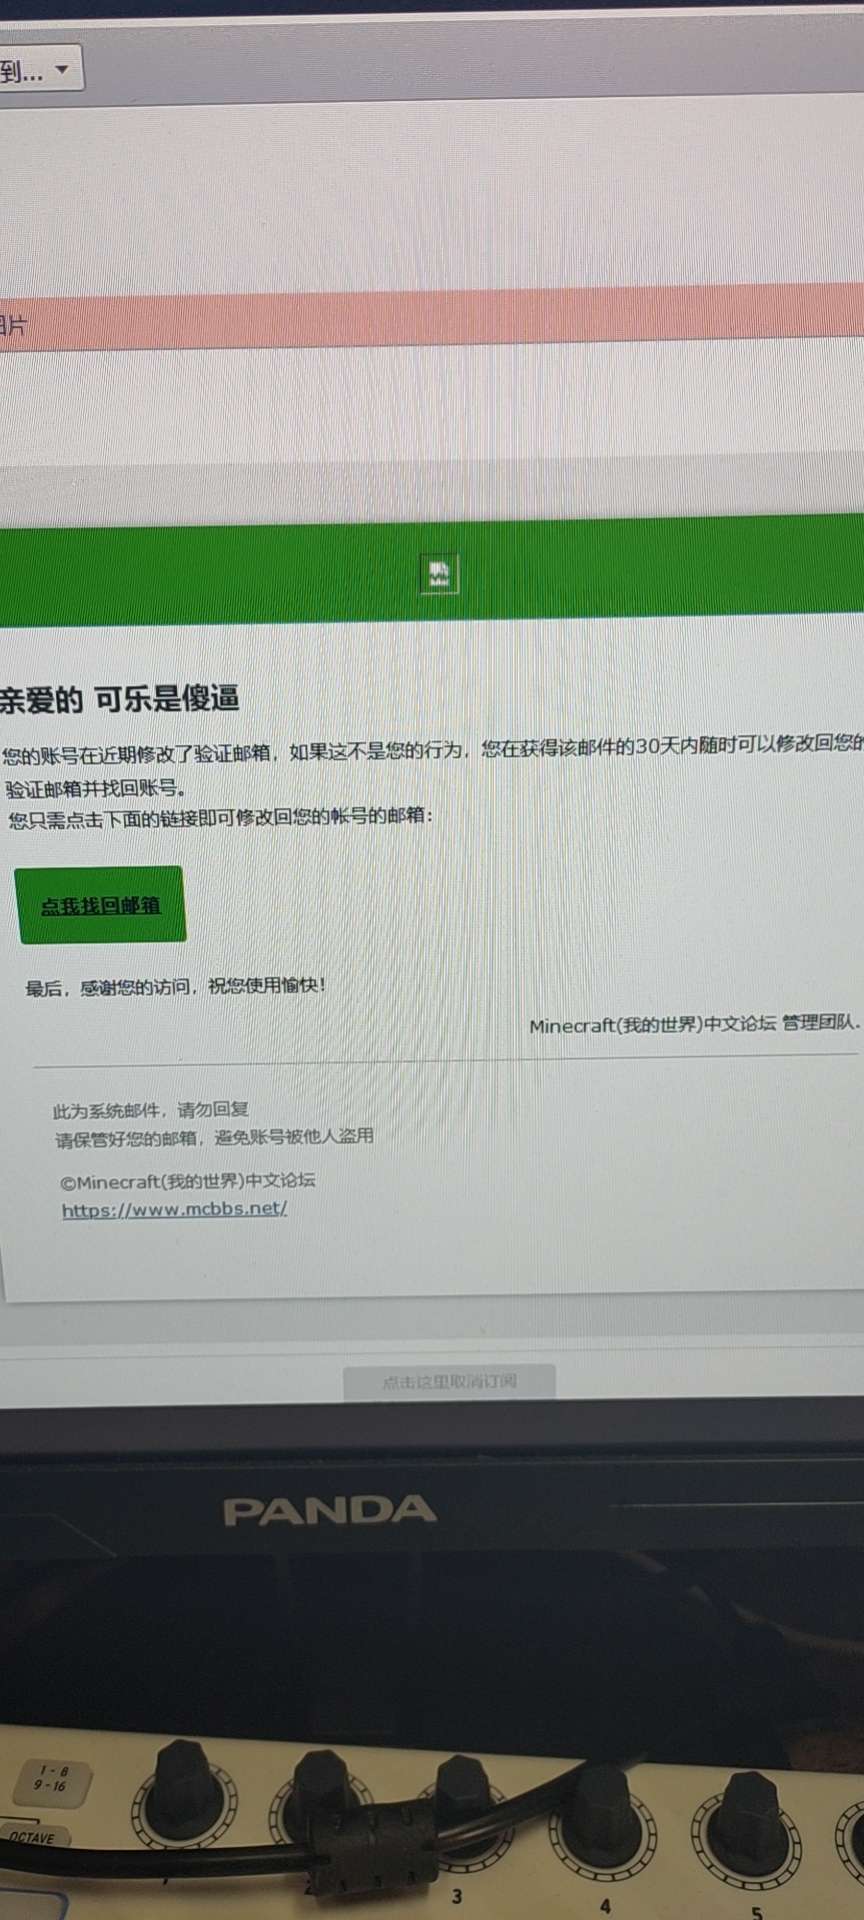 到...
图片
亲爱的 可乐是傻逼
您的账号在近期修改了验证邮箱，如果这不是您的行为，您在获得该邮件的30天内随时可以修改回您的
验证邮箱并找回账号。
您只需点击下面的链接即可修改回您的帐号的邮箱：
点我找回邮箱
最后，感谢您的访问，祝您使用愉快！
Minecraft(我的世界)中文论坛 管理团队.
此为系统邮件，请勿回复
请保管好您的邮箱，避免账号被他人盗用
©Minecraft(我的世界)中文论坛
https://www.mcbbs.net/
点击这里取消订阅
PANDA
1 - 8
9 - 16
OCTAVE
3
4
5